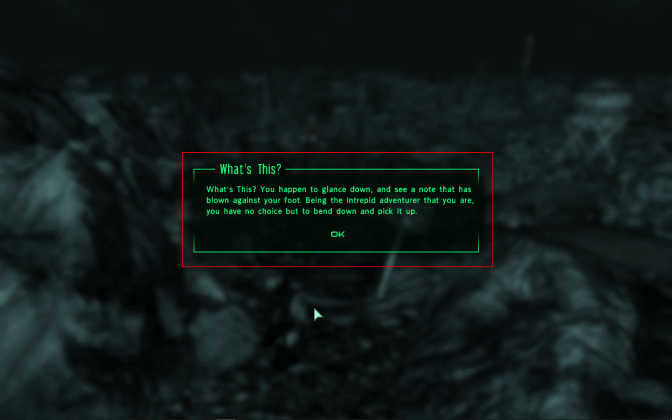 What's This?
What's This? You happen to glance down, and see a note that has
blown against your foot. Being the intrepid adventurer that you are,
you have no choice but to bend down and pick it up.
OK